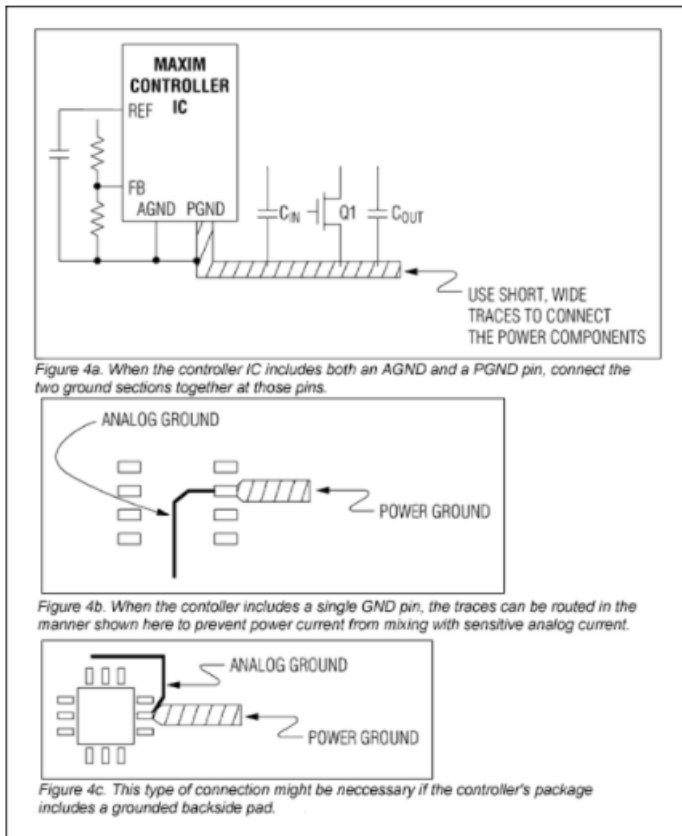 MAXIM
CONTROLLER
IC
REF
FB
AGND PGND
CIN
Q1
COUT
USE SHORT, WIDE
TRACES TO CONNECT
THE POWER COMPONENTS
Figure 4a. When the controller IC includes both an AGND and a PGND pin, connect the
two ground sections together at those pins.
ANALOG GROUND
POWER GROUND
Figure 4b. When the contoller includes a single GND pin, the traces can be routed in the
manner shown here to prevent power current from mixing with sensitive analog current.
ANALOG GROUND
POWER GROUND
Figure 4c. This type of connection might be neccessary if the controller's package
includes a grounded backside pad.